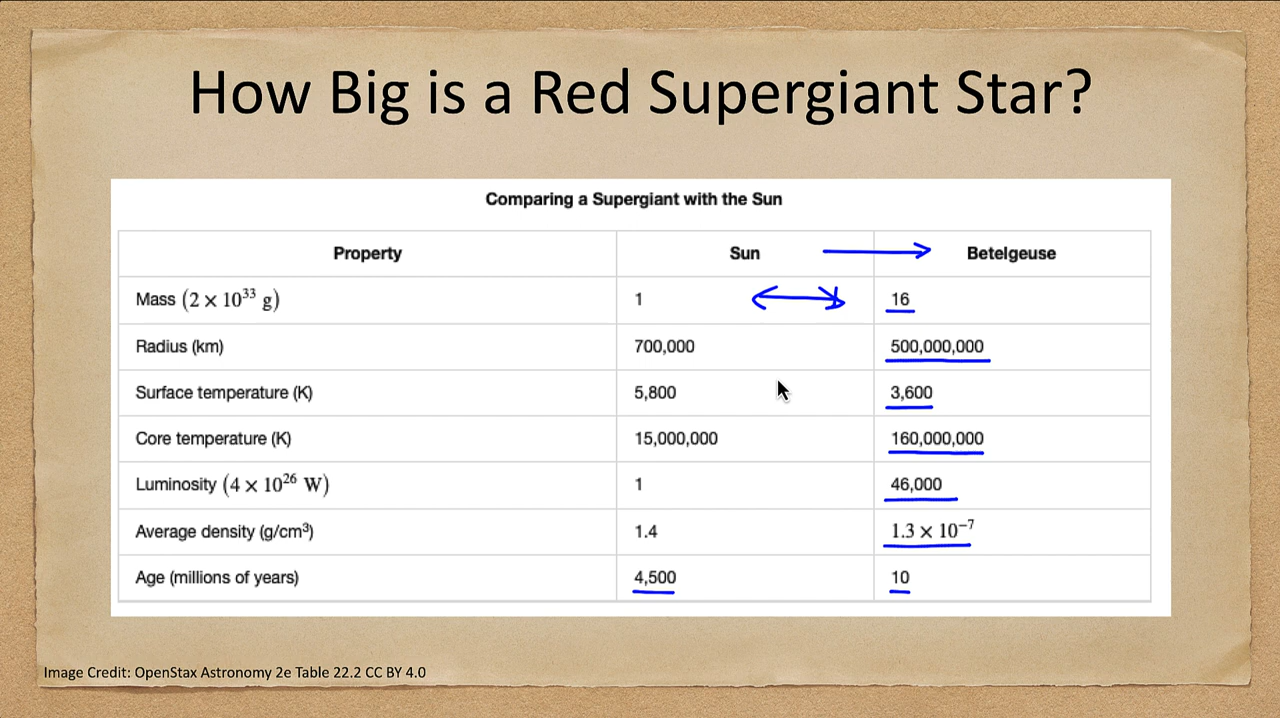 How Big is a Red Supergiant Star?
Comparing a Supergiant with the Sun
Property Sun Betelgeuse
Mass (2 × 10³³ g) 1 16
Radius (km) 700,000 500,000,000
Surface temperature (K) 5,800 3,600
Core temperature (K) 15,000,000 160,000,000
Luminosity (4 × 10²⁶ W) 1 46,000
Average density (g/cm³) 1.4 1.3 × 10⁻⁷
Age (millions of years) 4,500 10
Image Credit: OpenStax Astronomy 2e Table 22.2 CC BY 4.0